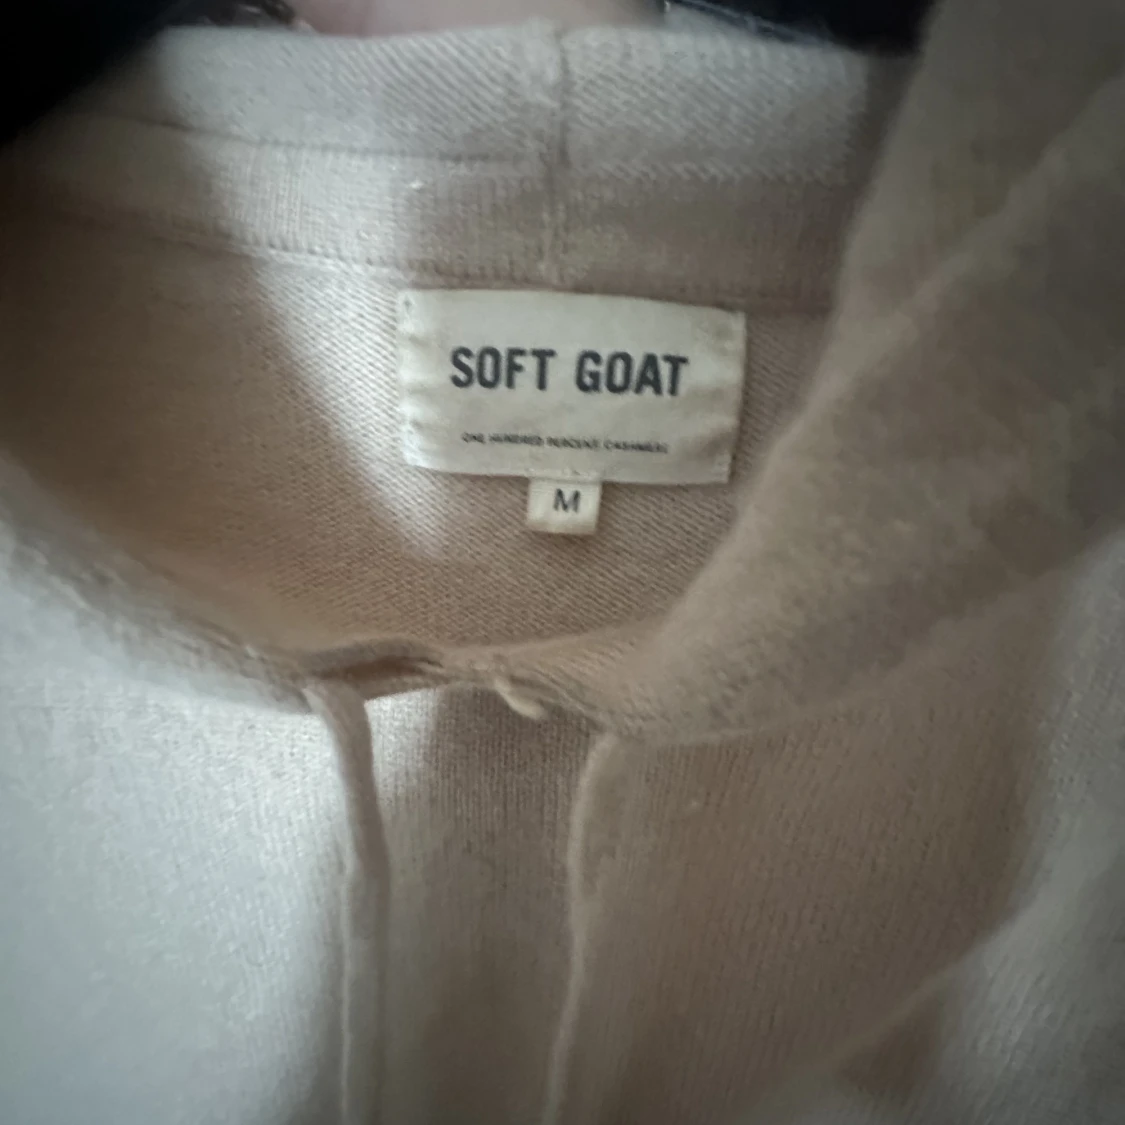 SOFT GOAT
ONE HUNDRED PERCENT CASHMERE
M